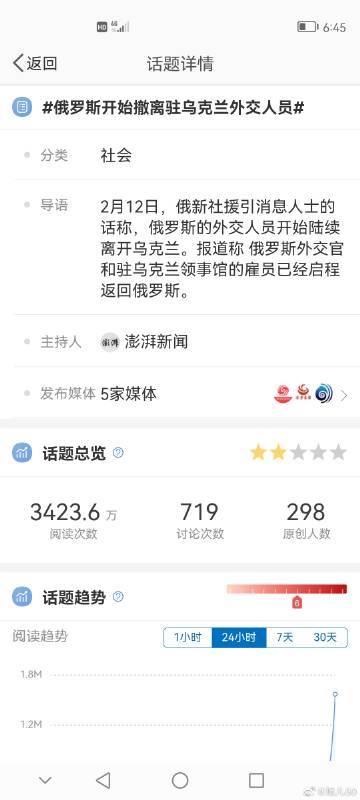 HD 4G 6:45
返回 话题详情
#俄罗斯开始撤离驻乌克兰外交人员#
分类 社会
导语 2月12日，俄新社援引消息人士的
话称，俄罗斯的外交人员开始陆续
离开乌克兰。报道称 俄罗斯外交官
和驻乌克兰领事馆的雇员已经启程
返回俄罗斯。
主持人 澎湃 澎湃新闻
发布媒体 5家媒体
话题总览 ?
3423.6 万 719 298
阅读次数 讨论次数 原创人数
话题趋势 ?
6
阅读趋势 1小时 24小时 7天 30天
1.8M
1.2M